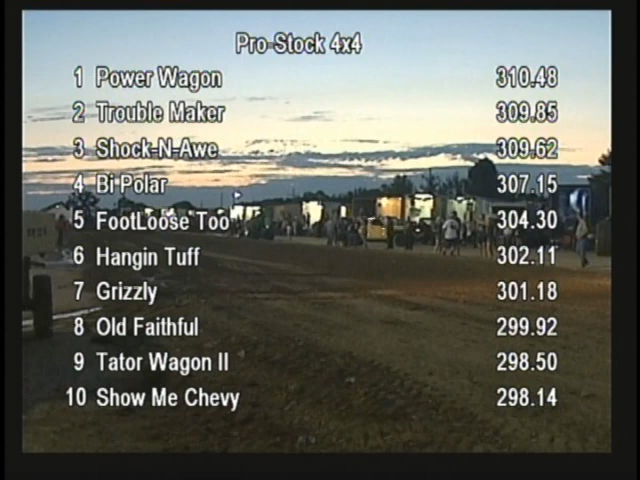 Pro-Stock 4x4
1 Power Wagon 310.48
2 Trouble Maker 309.85
3 Shock-N-Awe 309.62
4 Bi Polar 307.15
5 FootLoose Too 304.30
6 Hangin Tuff 302.11
7 Grizzly 301.18
8 Old Faithful 299.92
9 Tator Wagon II 298.50
10 Show Me Chevy 298.14